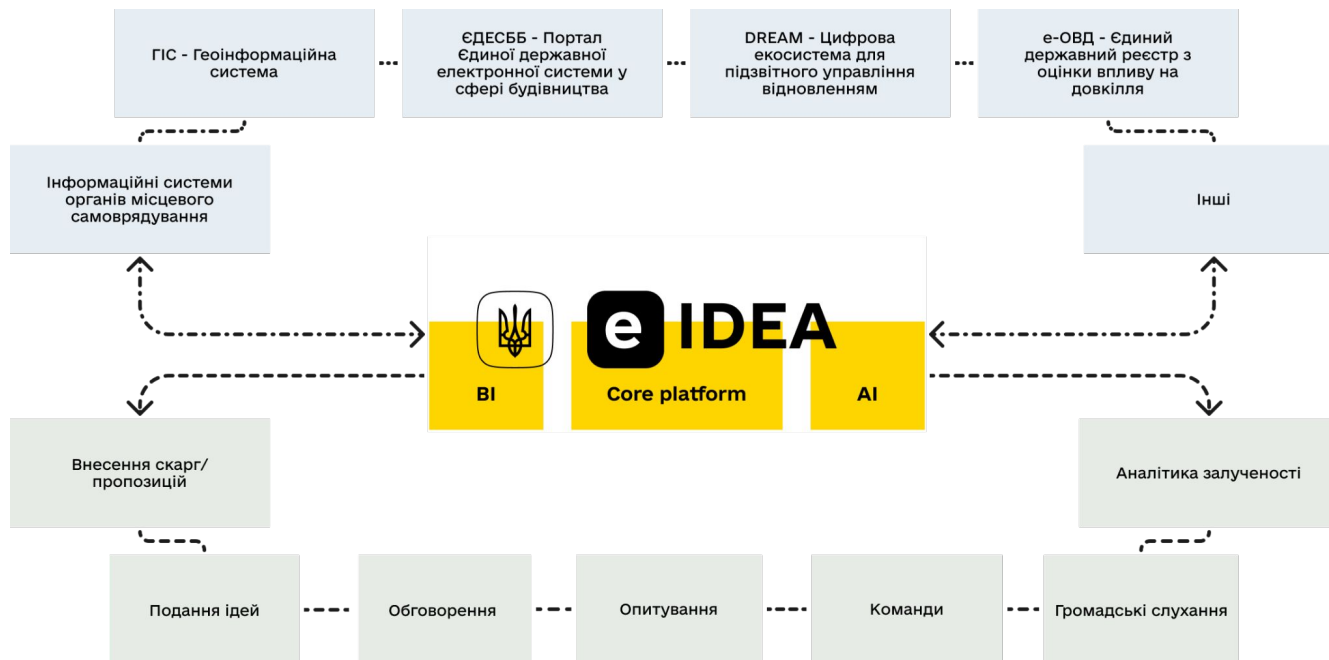 ГІС - Геоінформаційна
система
ЄДЕСББ - Портал
Єдиної державної
електронної системи у
сфері будівництва
DREAM - Цифрова
екосистема для
підзвітного управління
відновленням
е-ОВД - Єдиний
державний реєстр з
оцінки впливу на
довкілля
Інформаційні системи
органів місцевого
самоврядування
Інші
e IDEA
BI
Core platform
AI
Внесення скарг/
пропозицій
Аналітика залученості
Подання ідей
Обговорення
Опитування
Команди
Громадські слухання